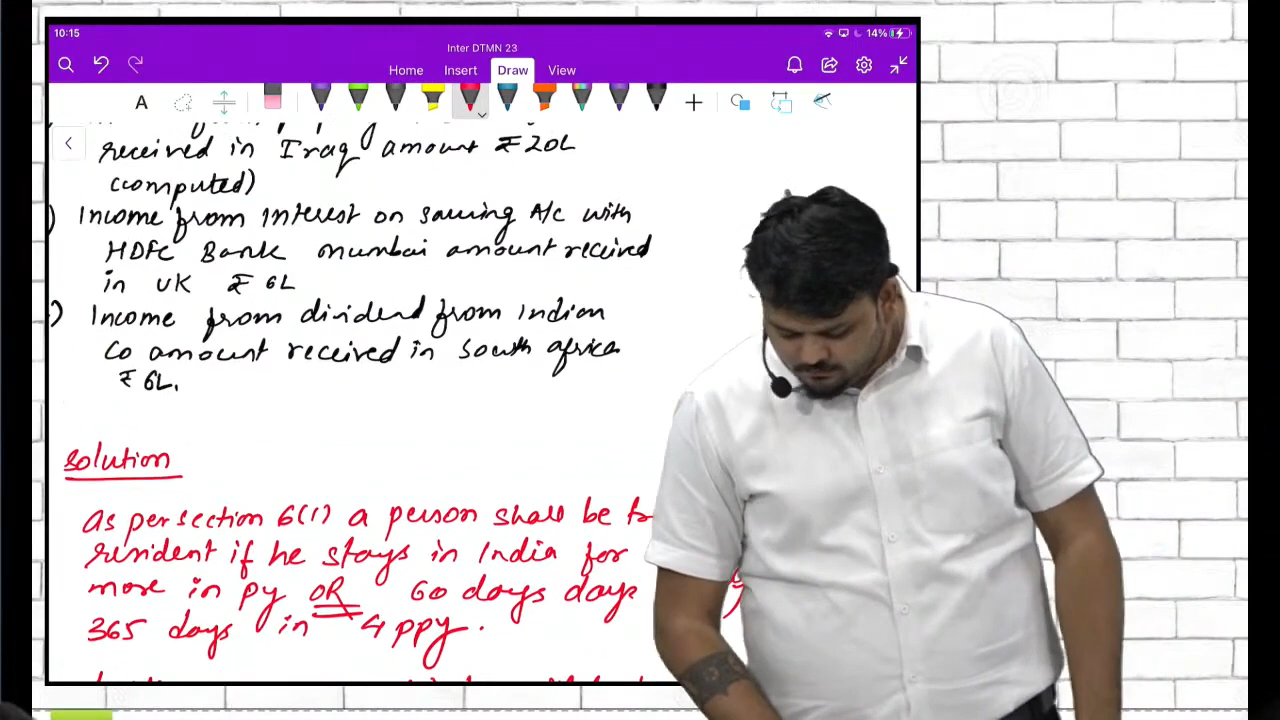 10:15
14%
Inter DTMN 23
Home Insert Draw View
A
received in Iraq amount ₹20L
(computed)
) Income from interest on saving A/c with
HDFC Bank mumbai amount received
in UK ₹ 6L
) Income from dividend from Indian
Co amount received in South africa
₹ 6L.
Solution
As per section 6(1) a person shall be
resident if he stays in India for
more in py OR 60 days days
365 days in 4 ppy.